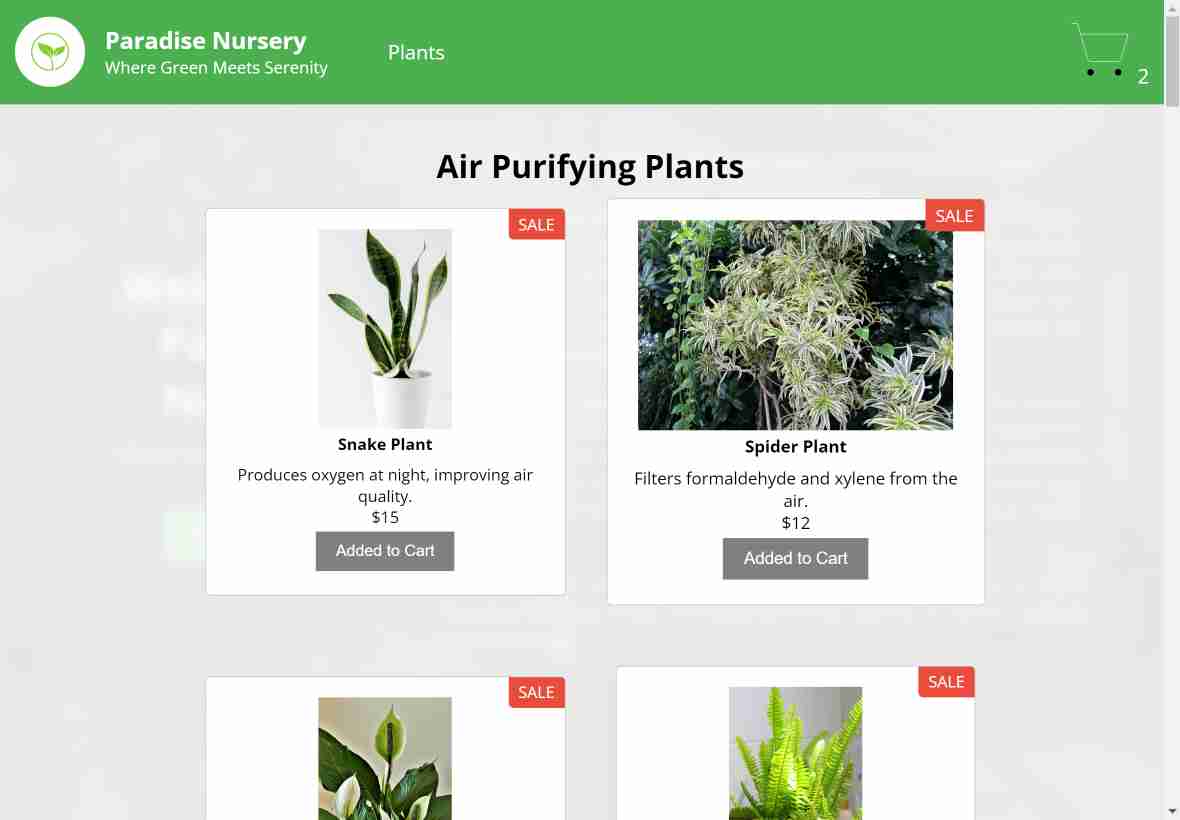 Paradise Nursery
Where Green Meets Serenity
Plants
2
Air Purifying Plants
SALE
Snake Plant
Produces oxygen at night, improving air
quality.
$15
Added to Cart
SALE
Spider Plant
Filters formaldehyde and xylene from the
air.
$12
Added to Cart
SALE
SALE